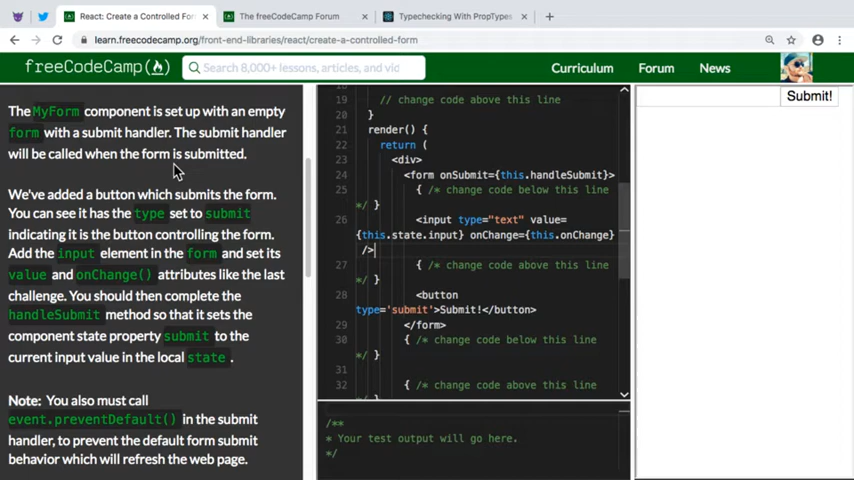 React: Create a Controlled For
The freeCodeCamp Forum
Typechecking With PropTypes
learn.freecodecamp.org/front-end-libraries/react/create-a-controlled-form
freeCodeCamp
Search 8,000+ lessons, articles, and vid
Curriculum
Forum
News
The MyForm component is set up with an empty
form with a submit handler. The submit handler
will be called when the form is submitted.
We've added a button which submits the form.
You can see it has the type set to submit
indicating it is the button controlling the form.
Add the input element in the form and set its
value and onChange() attributes like the last
challenge. You should then complete the
handleSubmit method so that it sets the
component state property submit to the
current input value in the local state .
Note: You also must call
event.preventDefault() in the submit
handler, to prevent the default form submit
behavior which will refresh the web page.
18
19 // change code above this line
20 }
21 render() {
22 return (
23 <div>
24 <form onSubmit={this.handleSubmit}>
25 { /* change code below this line
*/ }
26 <input type="text" value=
{this.state.input} onChange={this.onChange}
/>
27 { /* change code above this line
*/ }
28 <button
type='submit'>Submit!</button>
29 </form>
30 { /* change code below this line
*/ }
31
32 { /* change code above this line
*/ }
/**
* Your test output will go here.
*/
Submit!